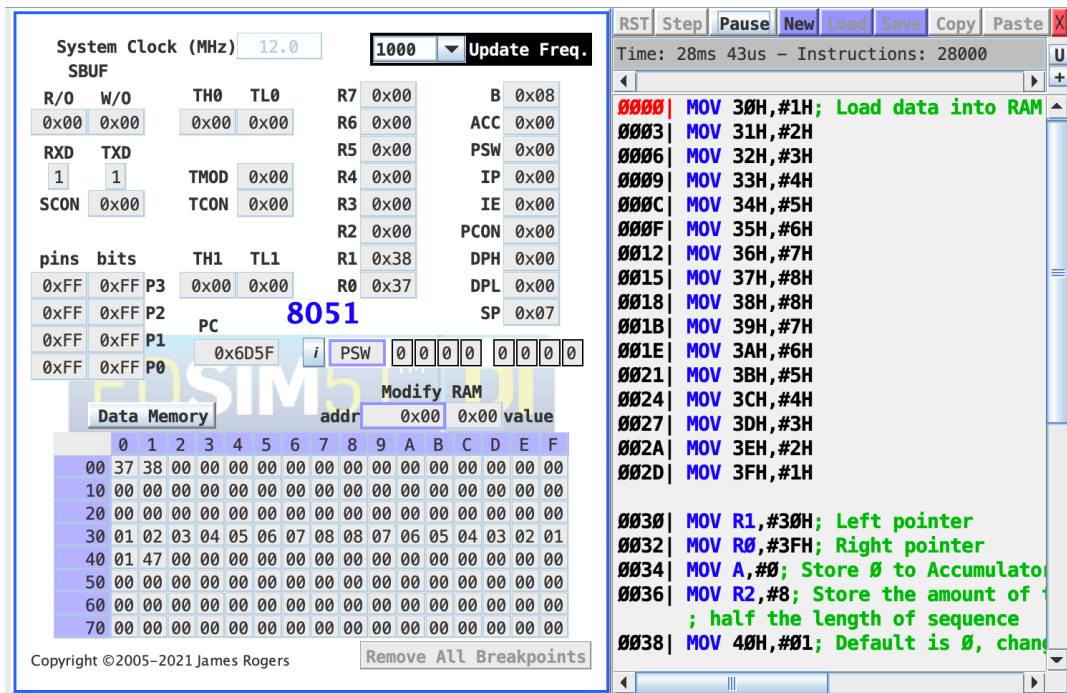 System Clock (MHz) 12.0 1000 Update Freq.
SBUF
R/O W/O TH0 TL0 R7 0x00 B 0x08
0x00 0x00 0x00 0x00 R6 0x00 ACC 0x00
RXD TXD R5 0x00 PSW 0x00
1 1 TMOD 0x00 R4 0x00 IP 0x00
SCON 0x00 TCON 0x00 R3 0x00 IE 0x00
R2 0x00 PCON 0x00
pins bits TH1 TL1 R1 0x38 DPH 0x00
0xFF 0xFF P3 0x00 0x00 R0 0x37 DPL 0x00
0xFF 0xFF P2 PC 8051 SP 0x07
0xFF 0xFF P1 0x6D5F i PSW 0 0 0 0 0 0 0 0
0xFF 0xFF P0
EDSIM51 DI
TM
Modify RAM
Data Memory addr 0x00 0x00 value
0 1 2 3 4 5 6 7 8 9 A B C D E F
00 37 38 00 00 00 00 00 00 00 00 00 00 00 00 00 00
10 00 00 00 00 00 00 00 00 00 00 00 00 00 00 00 00
20 00 00 00 00 00 00 00 00 00 00 00 00 00 00 00 00
30 01 02 03 04 05 06 07 08 08 07 06 05 04 03 02 01
40 01 47 00 00 00 00 00 00 00 00 00 00 00 00 00 00
50 00 00 00 00 00 00 00 00 00 00 00 00 00 00 00 00
60 00 00 00 00 00 00 00 00 00 00 00 00 00 00 00 00
70 00 00 00 00 00 00 00 00 00 00 00 00 00 00 00 00
Copyright ©2005-2021 James Rogers Remove All Breakpoints
RST Step Pause New Load Save Copy Paste X
Time: 28ms 43us - Instructions: 28000 U
+
0000| MOV 30H,#1H; Load data into RAM
0003| MOV 31H,#2H
0006| MOV 32H,#3H
0009| MOV 33H,#4H
000C| MOV 34H,#5H
000F| MOV 35H,#6H
0012| MOV 36H,#7H
0015| MOV 37H,#8H
0018| MOV 38H,#8H
001B| MOV 39H,#7H
001E| MOV 3AH,#6H
0021| MOV 3BH,#5H
0024| MOV 3CH,#4H
0027| MOV 3DH,#3H
002A| MOV 3EH,#2H
002D| MOV 3FH,#1H
0030| MOV R1,#30H; Left pointer
0032| MOV R0,#3FH; Right pointer
0034| MOV A,#0; Store 0 to Accumulato
0036| MOV R2,#8; Store the amount of
; half the length of sequence
0038| MOV 40H,#01; Default is 0, chan